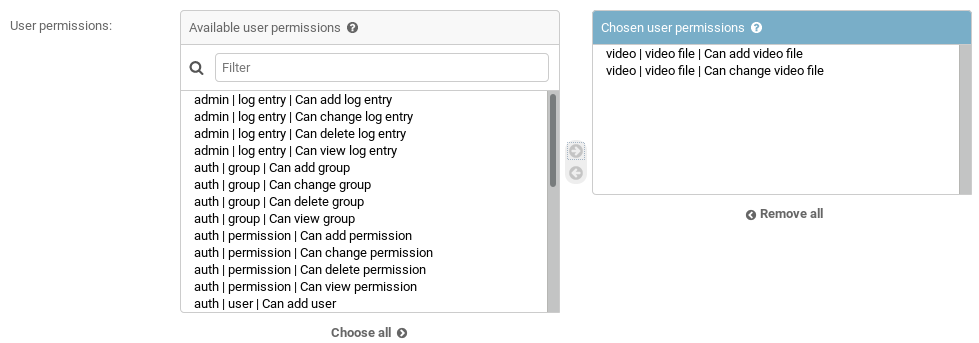 User permissions:
Available user permissions ?
Filter
admin | log entry | Can add log entry
admin | log entry | Can change log entry
admin | log entry | Can delete log entry
admin | log entry | Can view log entry
auth | group | Can add group
auth | group | Can change group
auth | group | Can delete group
auth | group | Can view group
auth | permission | Can add permission
auth | permission | Can change permission
auth | permission | Can delete permission
auth | permission | Can view permission
auth | user | Can add user
Choose all
Chosen user permissions ?
video | video file | Can add video file
video | video file | Can change video file
Remove all